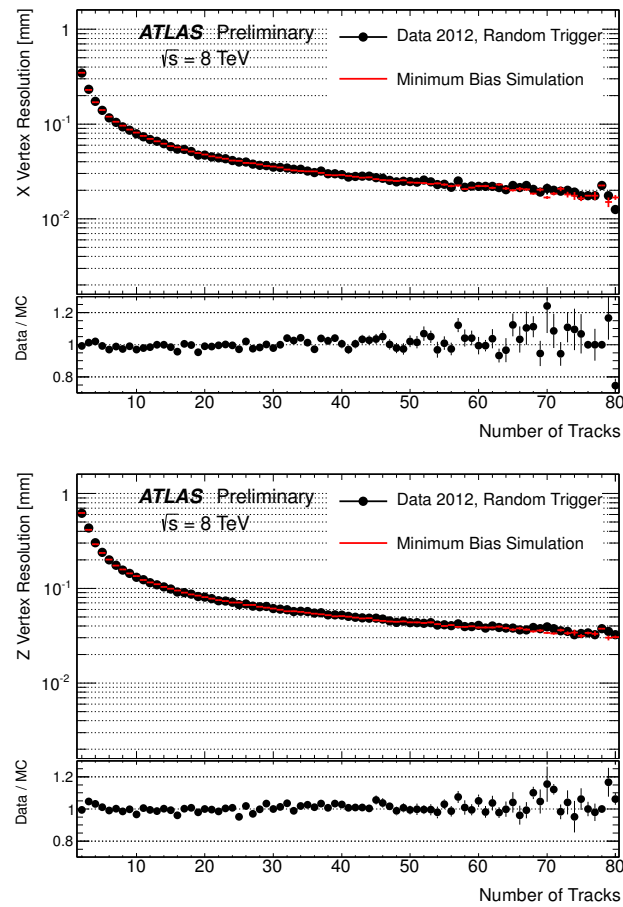 X Vertex Resolution [mm]
1
10⁻¹
10⁻²
ATLAS Preliminary
√s = 8 TeV
Data 2012, Random Trigger
Minimum Bias Simulation
Data / MC
1.2
1
0.8
10 20 30 40 50 60 70 80
Number of Tracks
Z Vertex Resolution [mm]
1
10⁻¹
10⁻²
ATLAS Preliminary
√s = 8 TeV
Data 2012, Random Trigger
Minimum Bias Simulation
Data / MC
1.2
1
0.8
10 20 30 40 50 60 70 80
Number of Tracks